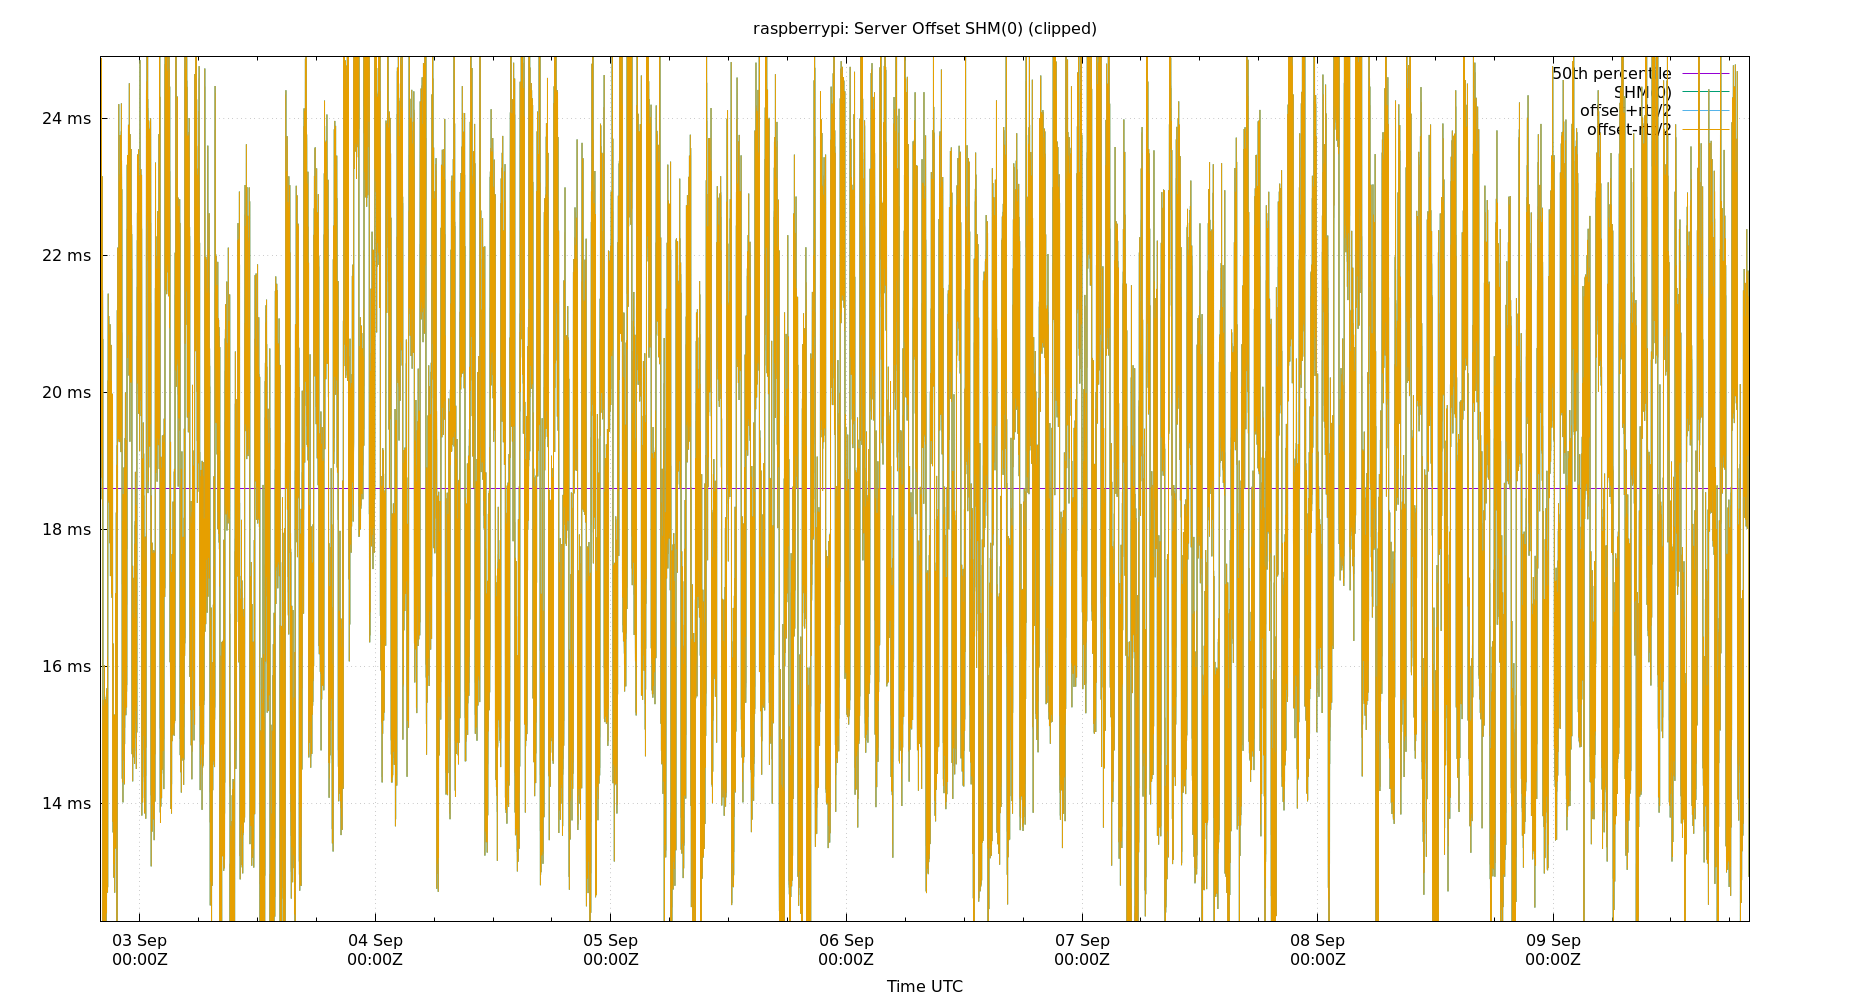 raspberrypi: Server Offset SHM(0) (clipped)
50th percentile
SHM(0)
offset+rtt/2
offset-rtt/2
24 ms
22 ms
20 ms
18 ms
16 ms
14 ms
03 Sep 04 Sep 05 Sep 06 Sep 07 Sep 08 Sep 09 Sep
00:00Z 00:00Z 00:00Z 00:00Z 00:00Z 00:00Z 00:00Z
Time UTC